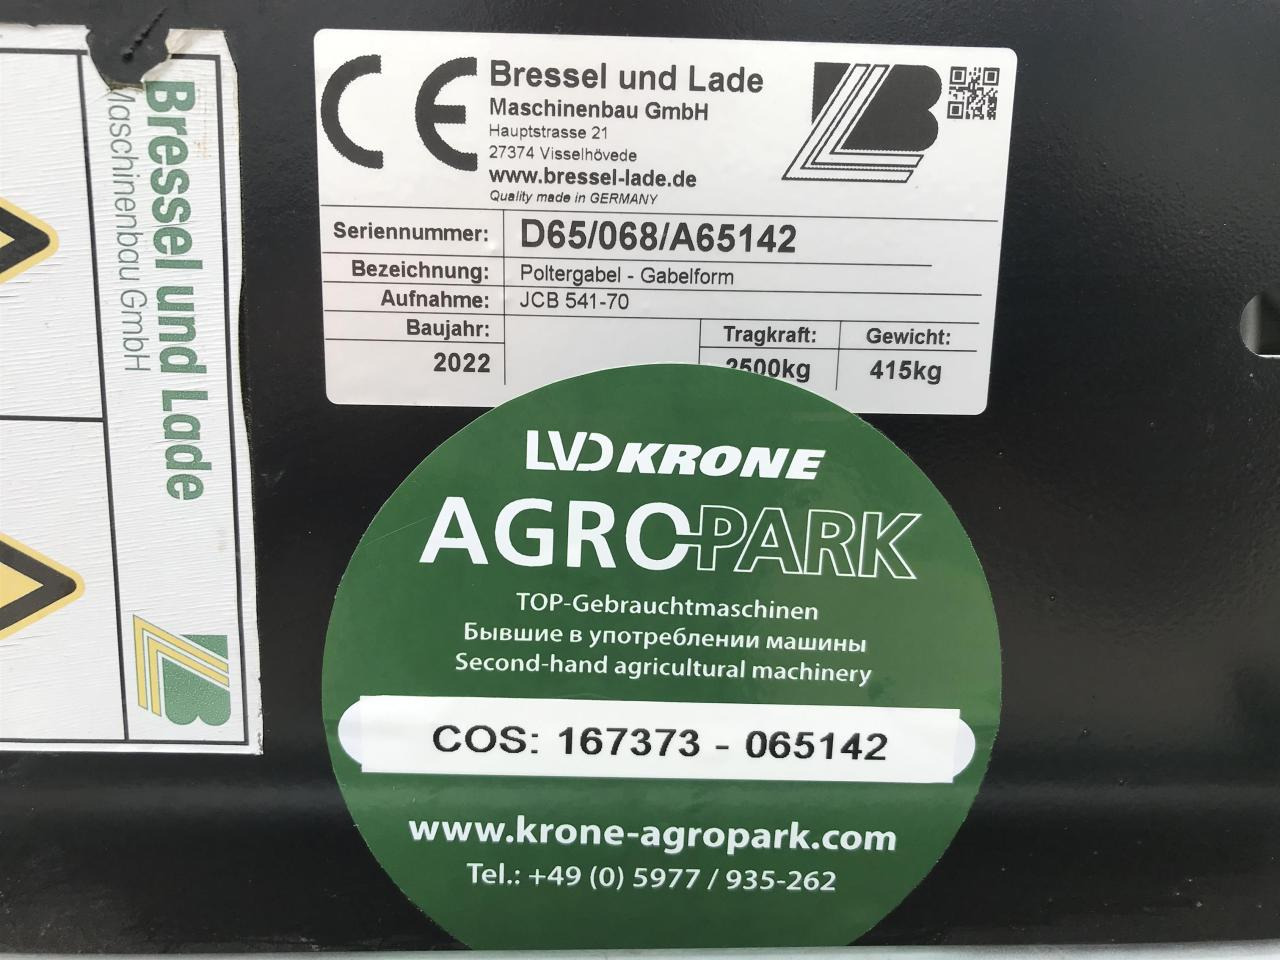 Bressel und Lade
Maschinenbau GmbH
CE
Bressel und Lade
Maschinenbau GmbH
Hauptstrasse 21
27374 Visselhövede
www.bressel-lade.de
Quality made in GERMANY
LB
Seriennummer: D65/068/A65142
Bezeichnung: Poltergabel - Gabelform
Aufnahme: JCB 541-70
Baujahr: Tragkraft: Gewicht:
2022 2500kg 415kg
LB
LVD KRONE
AGROPARK
TOP-Gebrauchtmaschinen
Бывшие в употреблении машины
Second-hand agricultural machinery
COS: 167373 - 065142
www.krone-agropark.com
Tel.: +49 (0) 5977 / 935-262